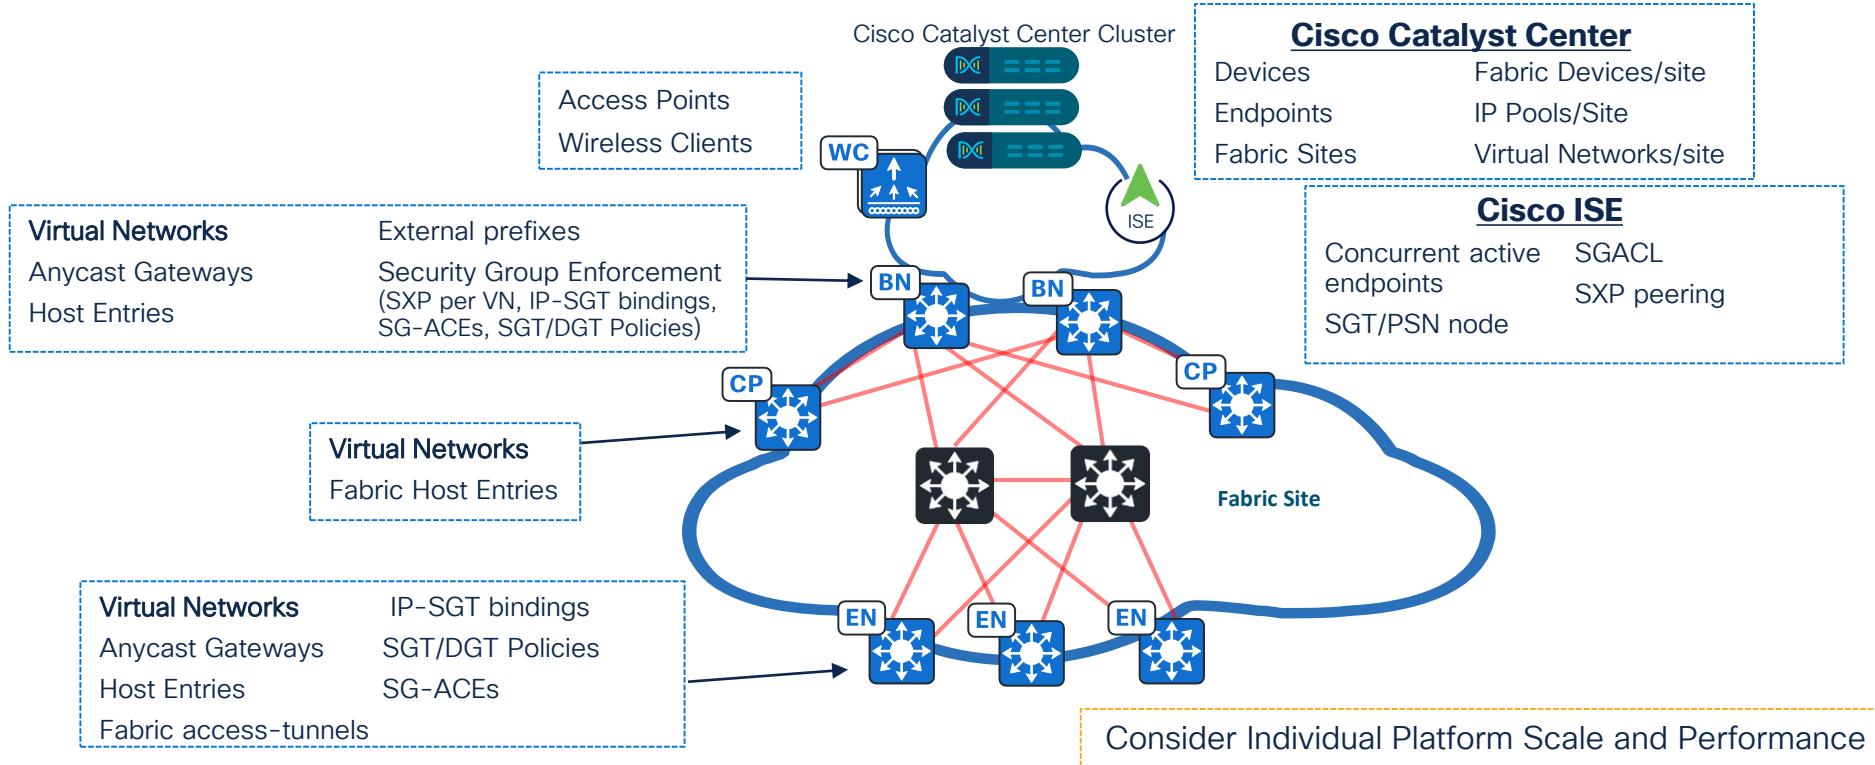 Cisco Catalyst Center Cluster
Cisco Catalyst Center
Devices
Fabric Devices/site
Endpoints
IP Pools/Site
Fabric Sites
Virtual Networks/site
Access Points
Wireless Clients
WC
ISE
Cisco ISE
Concurrent active
endpoints
SGT/PSN node
SGACL
SXP peering
Virtual Networks
Anycast Gateways
Host Entries
External prefixes
Security Group Enforcement
(SXP per VN, IP-SGT bindings,
SG-ACEs, SGT/DGT Policies)
BN
BN
CP
CP
Virtual Networks
Fabric Host Entries
Fabric Site
Virtual Networks
Anycast Gateways
Host Entries
Fabric access-tunnels
IP-SGT bindings
SGT/DGT Policies
SG-ACEs
EN
EN
EN
Consider Individual Platform Scale and Performance